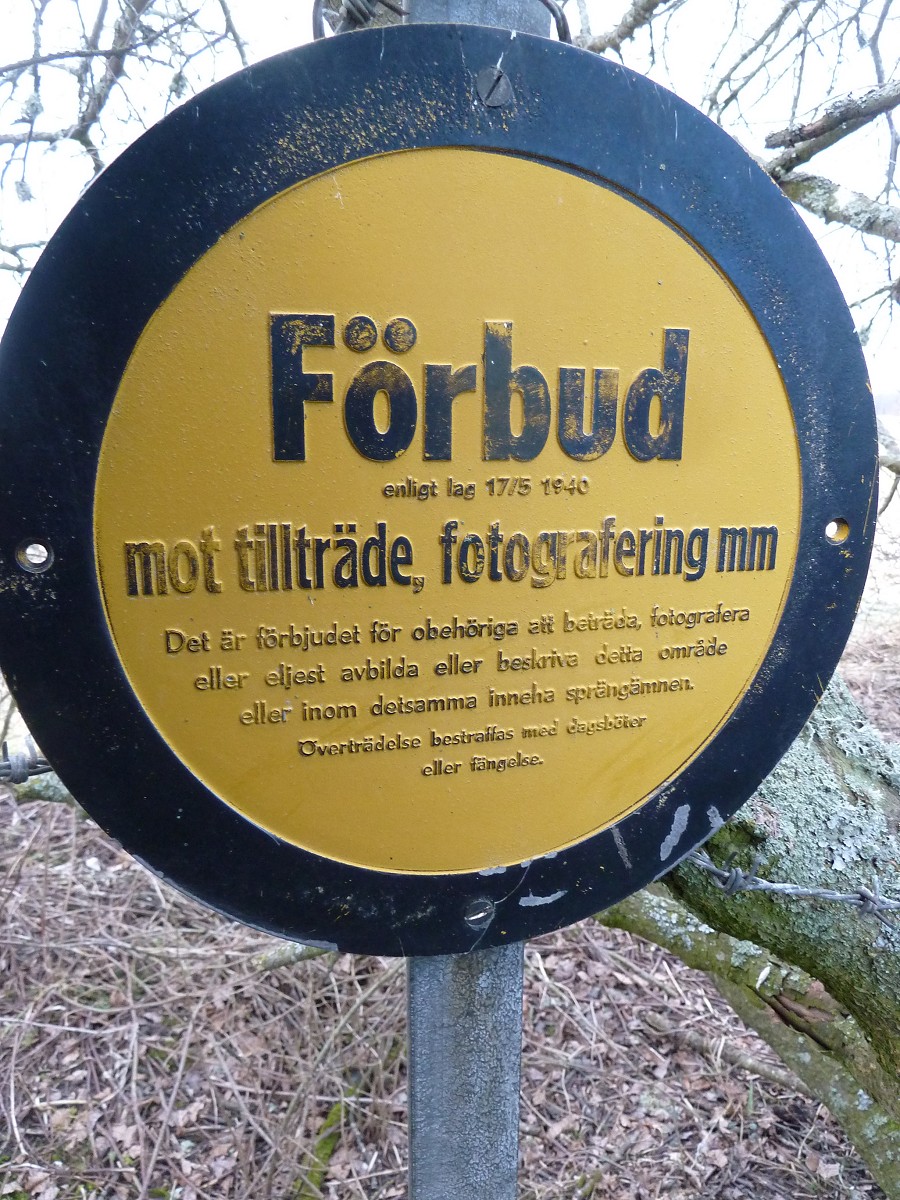 Förbud
enligt lag 17/5 1940
mot tillträde, fotografering mm
Det är förbjudet för obehöriga att beträda, fotografera
eller eljest avbilda eller beskriva detta område
eller inom detsamma inneha sprängämnen.
Överträdelse bestraffas med dagsböter
eller fängelse.